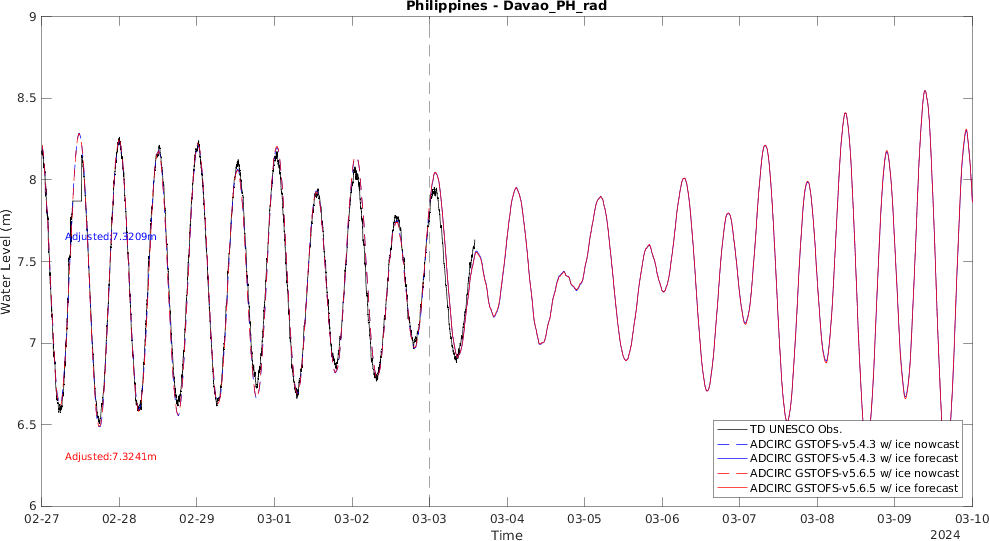 Philippines - Davao_PH_rad
Water Level (m)
9
8.5
8
7.5
7
6.5
6
Adjusted:7.3209m
Adjusted:7.3241m
TD UNESCO Obs.
ADCIRC GSTOFS-v5.4.3 w/ ice nowcast
ADCIRC GSTOFS-v5.4.3 w/ ice forecast
ADCIRC GSTOFS-v5.6.5 w/ ice nowcast
ADCIRC GSTOFS-v5.6.5 w/ ice forecast
02-27 02-28 02-29 03-01 03-02 03-03 03-04 03-05 03-06 03-07 03-08 03-09 03-10
Time
2024